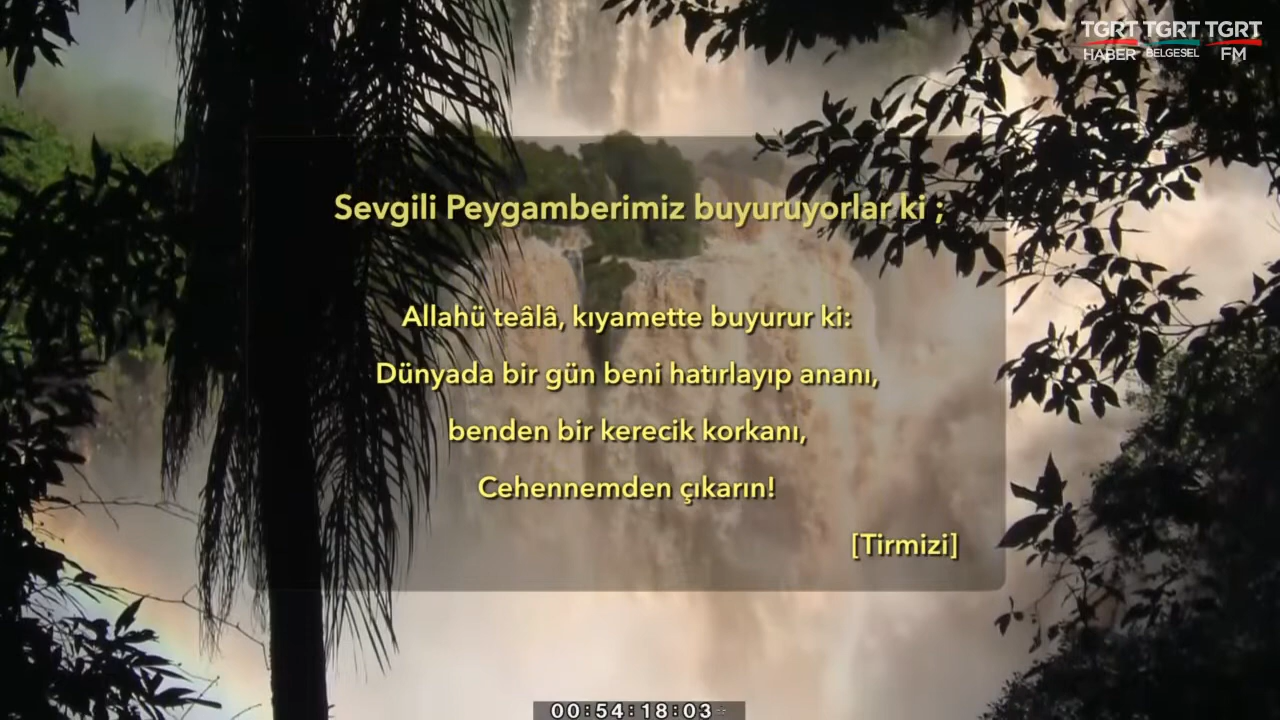 TGRT TGRT TGRT
HABER BELGESEL FM
Sevgili Peygamberimiz buyuruyorlar ki ;
Allahü teâlâ, kıyamette buyurur ki:
Dünyada bir gün beni hatırlayıp ananı,
benden bir kerecik korkanı,
Cehennemden çıkarın!
[Tirmizi]
00:54:18:03